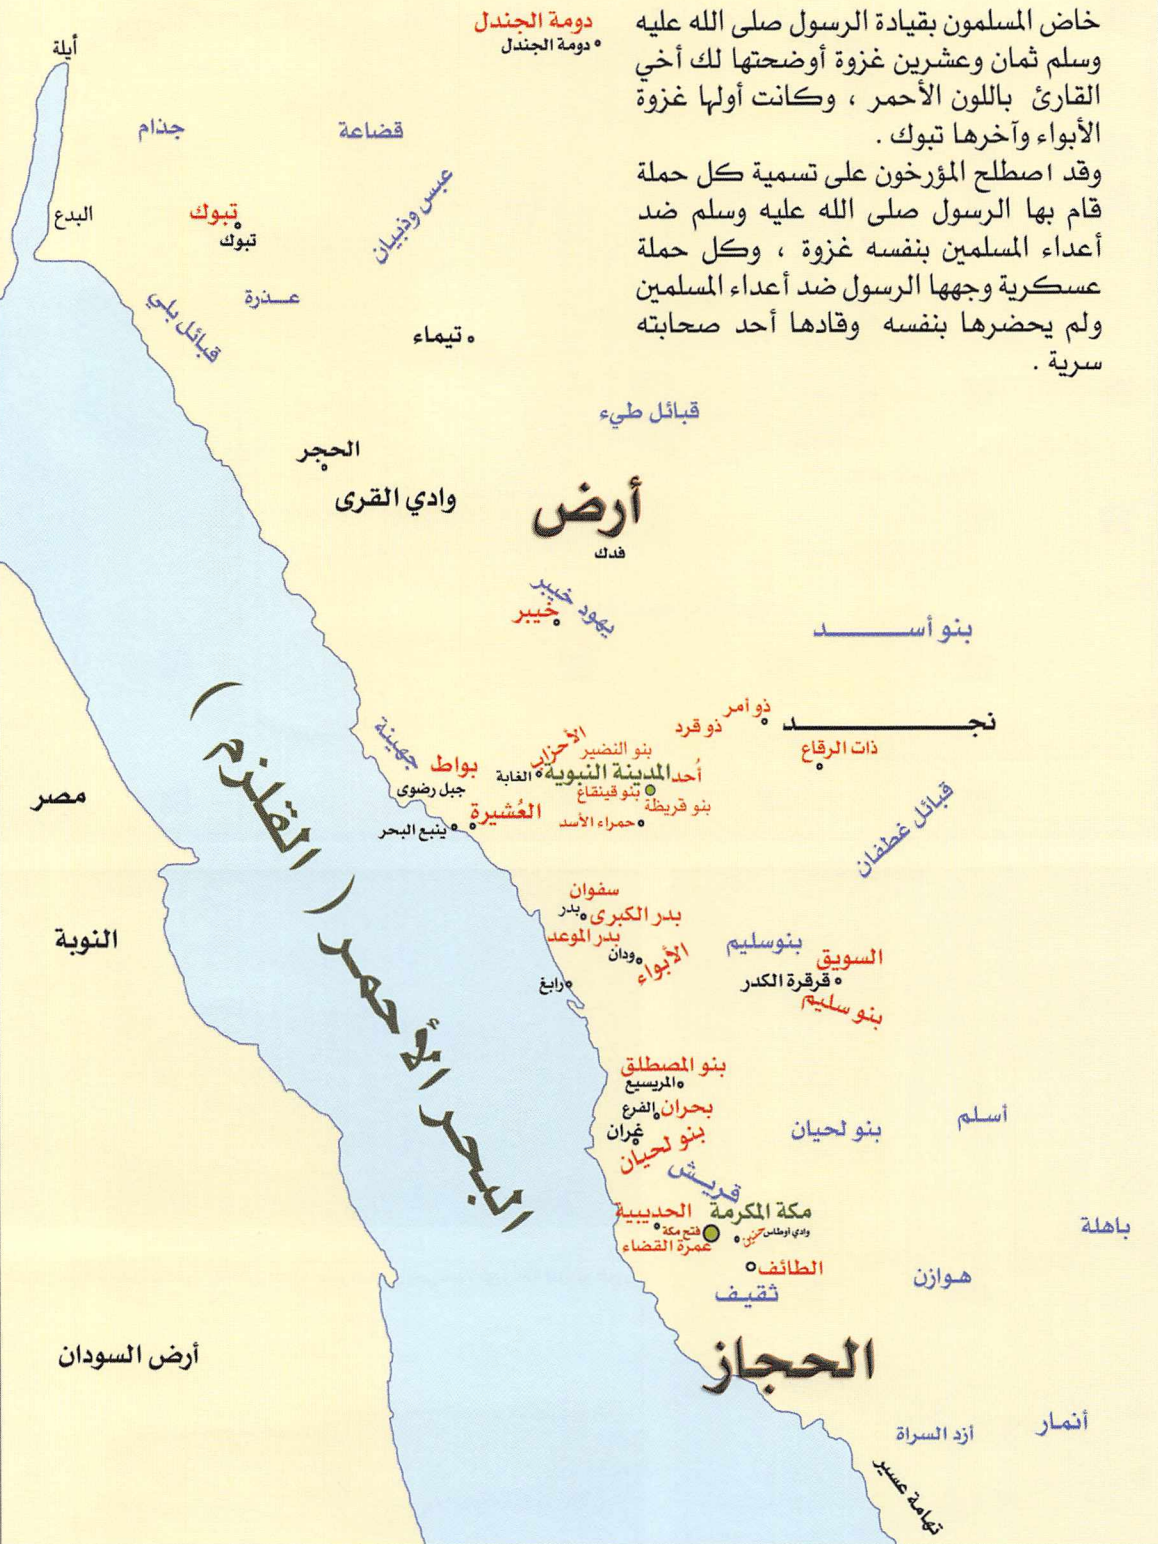 خاض المسلمون بقيادة الرسول صلى الله عليه
وسلم ثمان وعشرين غزوة أوضحتها لك أخي
القارئ باللون الأحمر ، وكانت أولها غزوة
الأبواء وآخرها تبوك .
وقد اصطلح المؤرخون على تسمية كل حملة
قام بها الرسول صلى الله عليه وسلم ضد
أعداء المسلمين بنفسه غزوة ، وكل حملة
عسكرية وجهها الرسول ضد أعداء المسلمين
ولم يحضرها بنفسه وقادها أحد صحابته
سرية .
دومة الجندل
دومة الجندل
أيلة
قضاعة
جذام
عبس وذبيان
البدع
تبوك
تبوك
عـــذرة
قبائل بلي
تيماء
قبائل طيء
الحجر
وادي القرى
أرض
فدك
يهود خيبر
خيبر
بنو أســـــــد
نجـــــــــــــد
ذو أمر
ذو قرد
ذات الرقاع
جهينة
الأحزاب
بنو النضير
أحد
المدينة النبوية
الغابة
بواط
جبل رضوى
بنو قينقاع
بنو قريظة
العُشيرة
حمراء الأسد
ينبع البحر
قبائل غطفان
مصر
النوبة
البحر الأحمر ( القلزم )
سفوان
بدر الكبرى
بدر
بدر الموعد
الأبواء
ودان
رابغ
بنوسليم
السويق
قرقرة الكدر
بنو سليم
بنو المصطلق
المريسيع
بحران
الفرع
غران
بنو لحيان
بنو لحيان
أسلم
قريـش
مكة المكرمة
الحديبية
فتح مكة
عمرة القضاء
حنين
وادي أوطاس
الطائف
ثقيـف
باهلة
هـوازن
الحجاز
أرض السودان
أنمار
أزد السراة
تهامة عسير